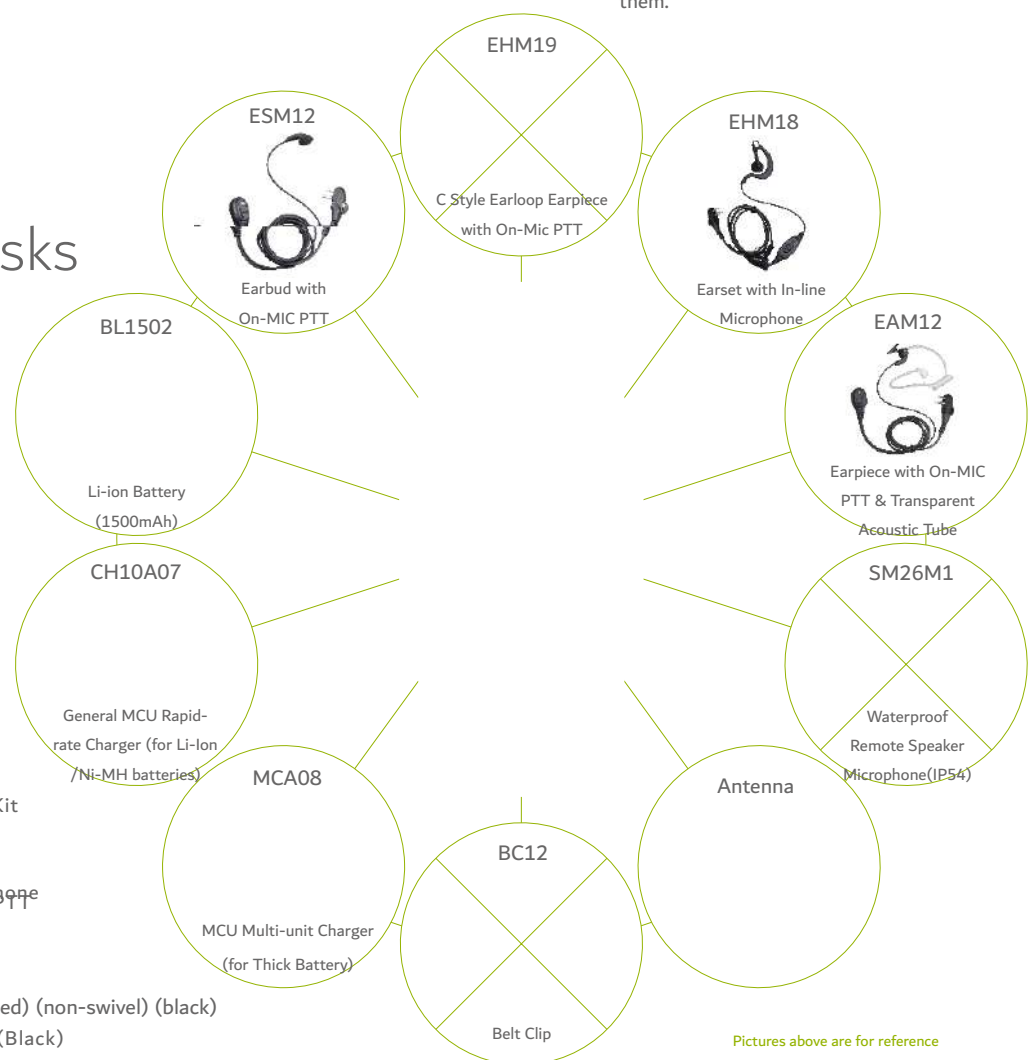 them.
EHM19
C Style Earloop Earpiece
with On-Mic PTT
ESM12
Earbud with
On-MIC PTT
EHM18
Earset with In-line
Microphone
sks
BL1502
Li-ion Battery
(1500mAh)
EAM12
Earpiece with On-MIC
PTT & Transparent
Acoustic Tube
CH10A07
General MCU Rapid-
rate Charger (for Li-Ion
/Ni-MH batteries)
SM26M1
Waterproof
Remote Speaker
Microphone(IP54)
MCA08
MCU Multi-unit Charger
(for Thick Battery)
Antenna
BC12
Belt Clip
Kit
hone
PTT
ed) (non-swivel) (black)
(Black)
Pictures above are for reference